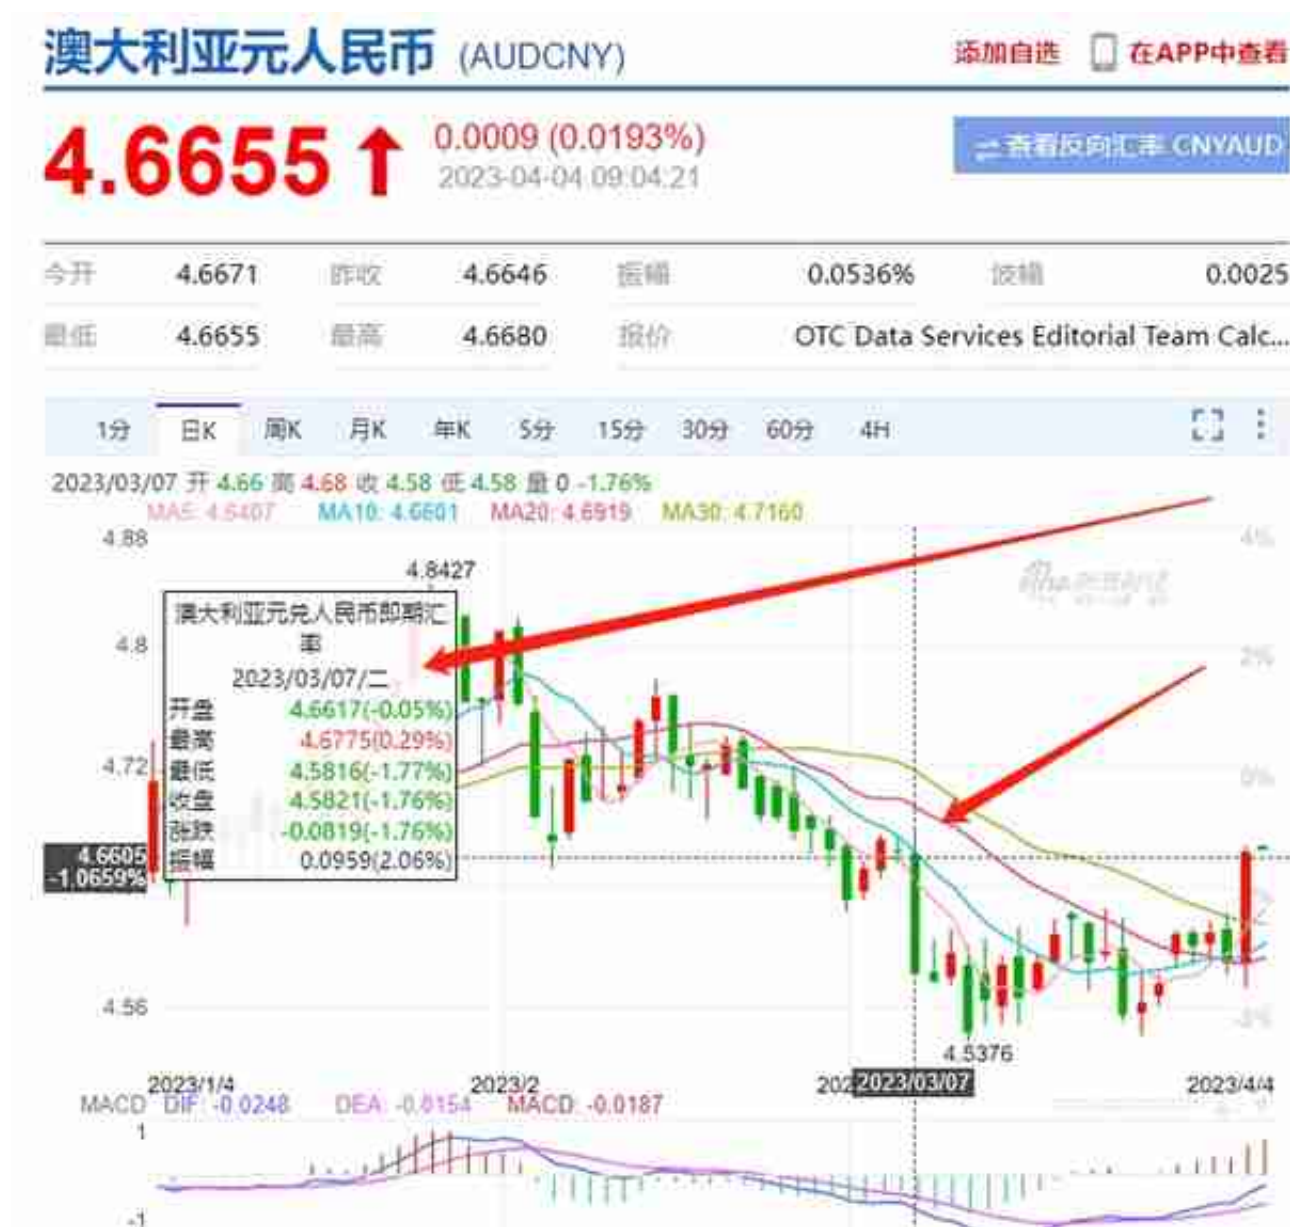 澳大利亚元人民币 (AUDCNY) 添加自选 在APP中查看
4.6655 0.0009 (0.0193%)
2023-04-04 09:04:21
查看反向汇率 CNYAUD
今开 4.6671 昨收 4.6646 振幅 0.0536% 波幅 0.0025
最低 4.6655 最高 4.6680 报价 OTC Data Services Editorial Team Calc...
1分 日K 周K 月K 年K 5分 15分 30分 60分 4H
2023/03/07 开 4.66 高 4.68 收 4.58 低 4.58 量 0 -1.76%
MA5: 4.6407 MA10: 4.6601 MA20: 4.6919 MA30: 4.7160
4.88 4%
4.8427
4.8 2%
4.72 0%
4.6605
-1.0659%
4.56
澳大利亚元兑人民币即期汇
率
2023/03/07/二
开盘 4.6617(-0.05%)
最高 4.6775(0.29%)
最低 4.5816(-1.77%)
收盘 4.5821(-1.76%)
涨跌 -0.0819(-1.76%)
振幅 0.0959(2.06%)
4.5376
2023/1/4 2023/2 202 2023/03/07 2023/4/4
MACD DIF: -0.0248 DEA: -0.0154 MACD: -0.0187
1
-1